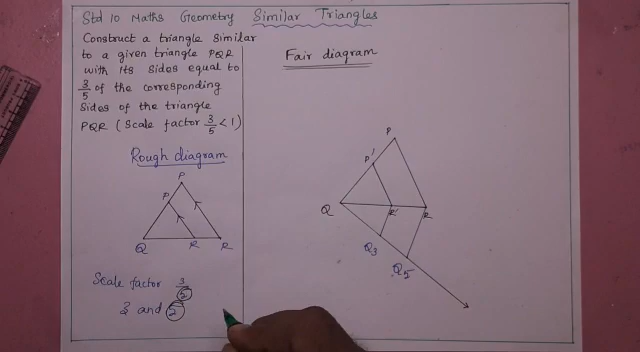 Std 10 Maths Geometry Similar Triangles
Construct a triangle similar
to a given triangle PQR
with its sides equal to
3/5 of the corresponding
sides of the triangle
PQR (Scale factor 3/5 < 1)
Rough diagram
P
P
Q R R
Scale factor 3/5
3 and
Fair diagram
P
P'
Q R' R
Q3
Q5